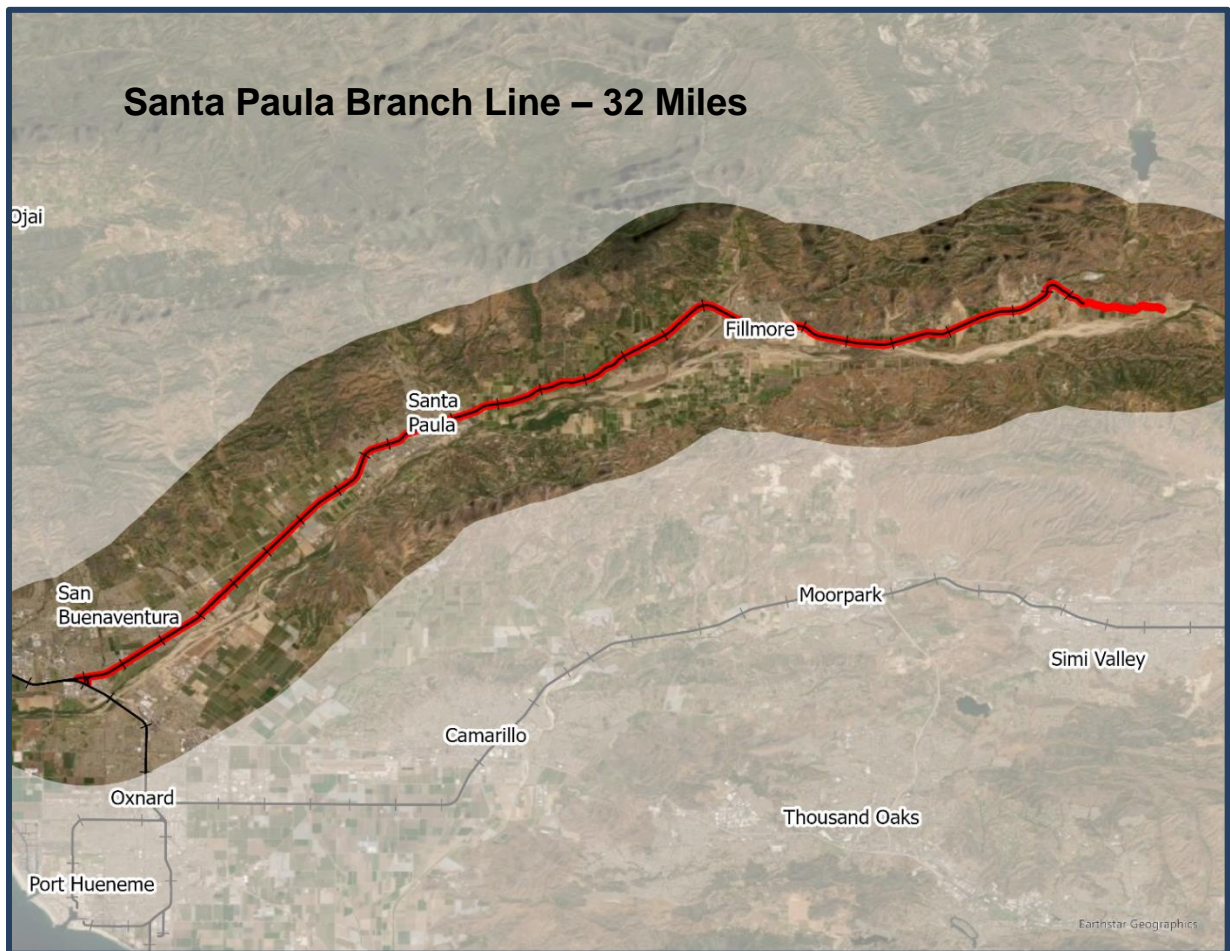 Santa Paula Branch Line – 32 Miles
Ojai
Fillmore
Santa
Paula
San
Buenaventura
Moorpark
Simi Valley
Camarillo
Oxnard
Thousand Oaks
Port Hueneme
Earthstar Geographics